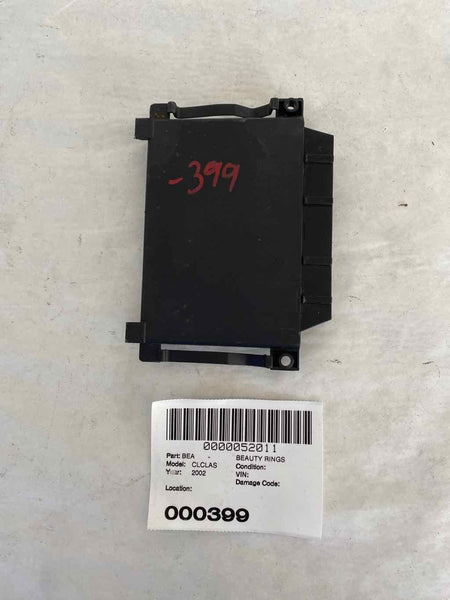 -399
0000052011
Part: BEA BEAUTY RINGS
Model: CLCLAS Condition:
Year: 2002 VIN:
Damage Code:
Location:
000399